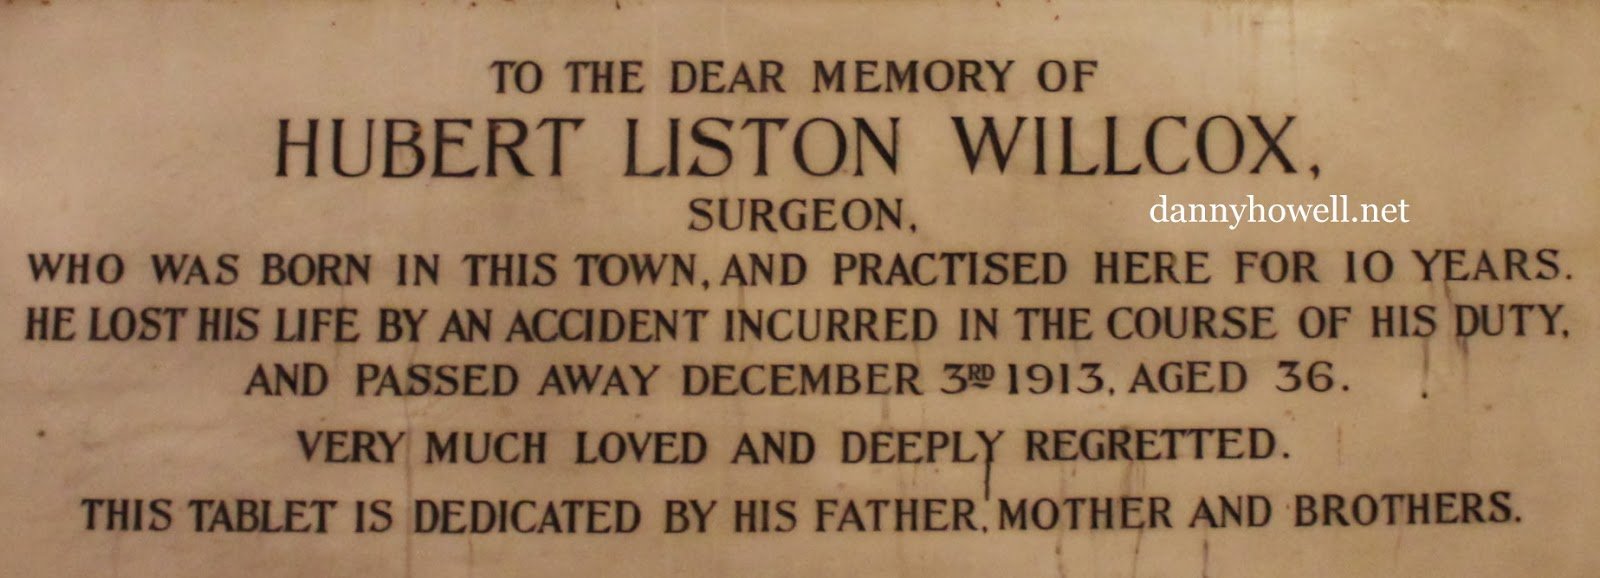 TO THE DEAR MEMORY OF
HUBERT LISTON WILLCOX,
SURGEON,
dannyhowell.net
WHO WAS BORN IN THIS TOWN, AND PRACTISED HERE FOR 10 YEARS.
HE LOST HIS LIFE BY AN ACCIDENT INCURRED IN THE COURSE OF HIS DUTY,
AND PASSED AWAY DECEMBER 3RD 1913, AGED 36.
VERY MUCH LOVED AND DEEPLY REGRETTED.
THIS TABLET IS DEDICATED BY HIS FATHER, MOTHER AND BROTHERS.